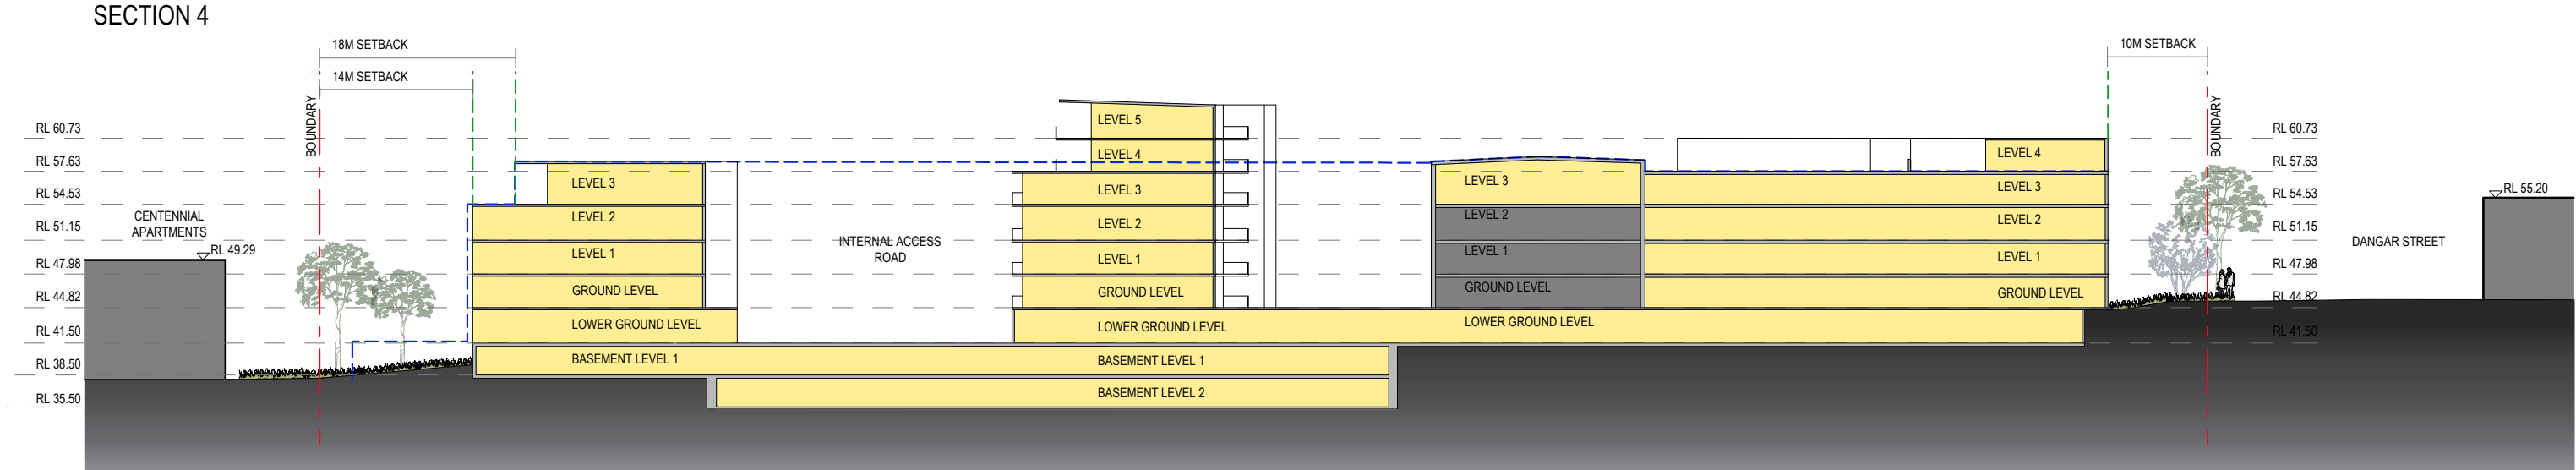 SECTION 4
18M SETBACK
14M SETBACK
10M SETBACK
BOUNDARY
BOUNDARY
RL 60.73
RL 57.63
RL 54.53
RL 51.15
RL 47.98
RL 44.82
RL 41.50
RL 38.50
RL 35.50
CENTENNIAL
APARTMENTS
RL 49.29
LEVEL 3
LEVEL 2
LEVEL 1
GROUND LEVEL
LOWER GROUND LEVEL
BASEMENT LEVEL 1
INTERNAL ACCESS
ROAD
LEVEL 5
LEVEL 4
LEVEL 3
LEVEL 2
LEVEL 1
GROUND LEVEL
LOWER GROUND LEVEL
BASEMENT LEVEL 1
BASEMENT LEVEL 2
LEVEL 3
LEVEL 2
LEVEL 1
GROUND LEVEL
LOWER GROUND LEVEL
LEVEL 4
LEVEL 3
LEVEL 2
LEVEL 1
GROUND LEVEL
RL 60.73
RL 57.63
RL 54.53
RL 51.15
RL 47.98
RL 44.82
RL 41.50
DANGAR STREET
RL 55.20